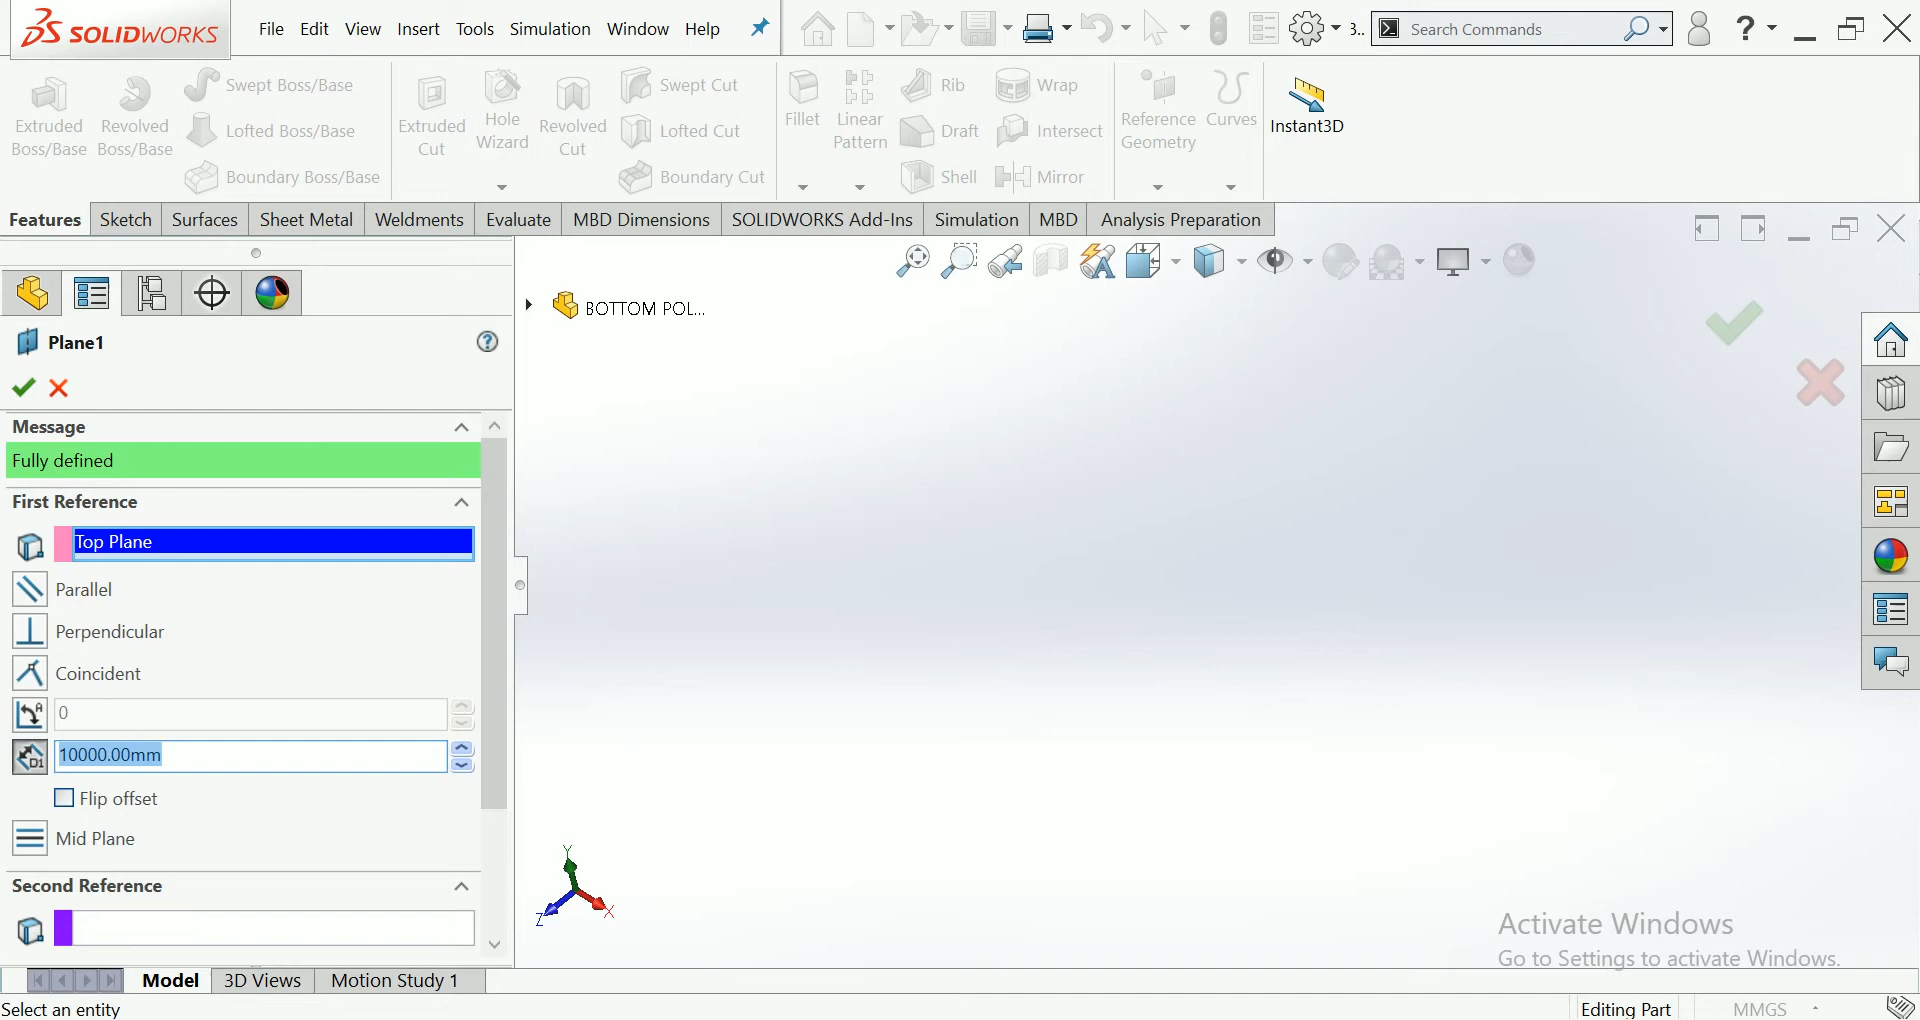 SOLIDWORKS
File Edit View Insert Tools Simulation Window Help
3..
Search Commands
?
Extruded Boss/Base
Revolved Boss/Base
Swept Boss/Base
Lofted Boss/Base
Boundary Boss/Base
Extruded Cut
Hole Wizard
Revolved Cut
Swept Cut
Lofted Cut
Boundary Cut
Fillet
Linear Pattern
Rib
Draft
Shell
Wrap
Intersect
Mirror
Reference Geometry
Curves
Instant3D
Features Sketch Surfaces Sheet Metal Weldments Evaluate MBD Dimensions SOLIDWORKS Add-Ins Simulation MBD Analysis Preparation
BOTTOM POL...
Plane1
?
Message
Fully defined
First Reference
Top Plane
Parallel
Perpendicular
Coincident
0
10000.00mm
Flip offset
Mid Plane
Second Reference
Y
X
Z
Activate Windows
Go to Settings to activate Windows.
Model 3D Views Motion Study 1
Select an entity
Editing Part
MMGS